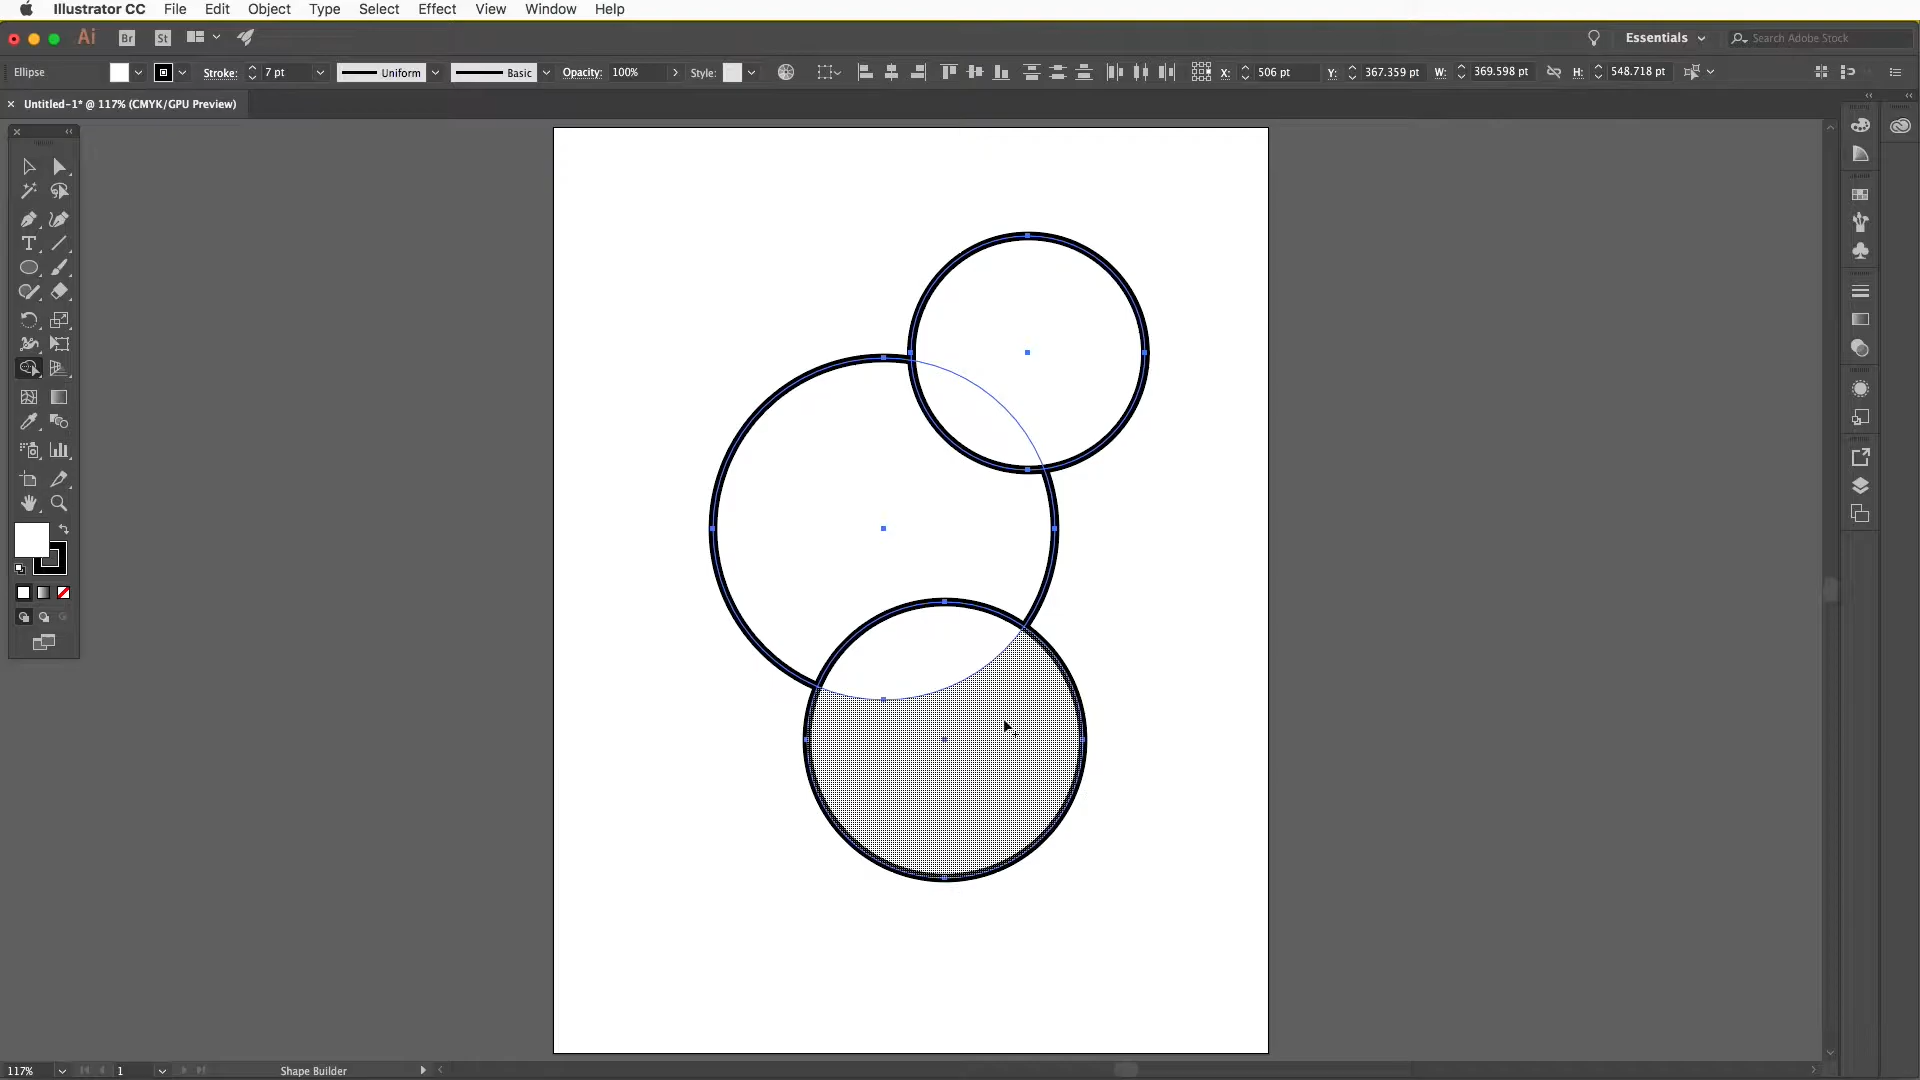 Illustrator CC File Edit Object Type Select Effect View Window Help
Ai Br St Essentials Search Adobe Stock
Ellipse Stroke: 7 pt Uniform Basic Opacity: 100% Style: X: 506 pt Y: 367.359 pt W: 369.598 pt H: 548.718 pt
Untitled-1* @ 117% (CMYK/GPU Preview)
T
117% 1 Shape Builder